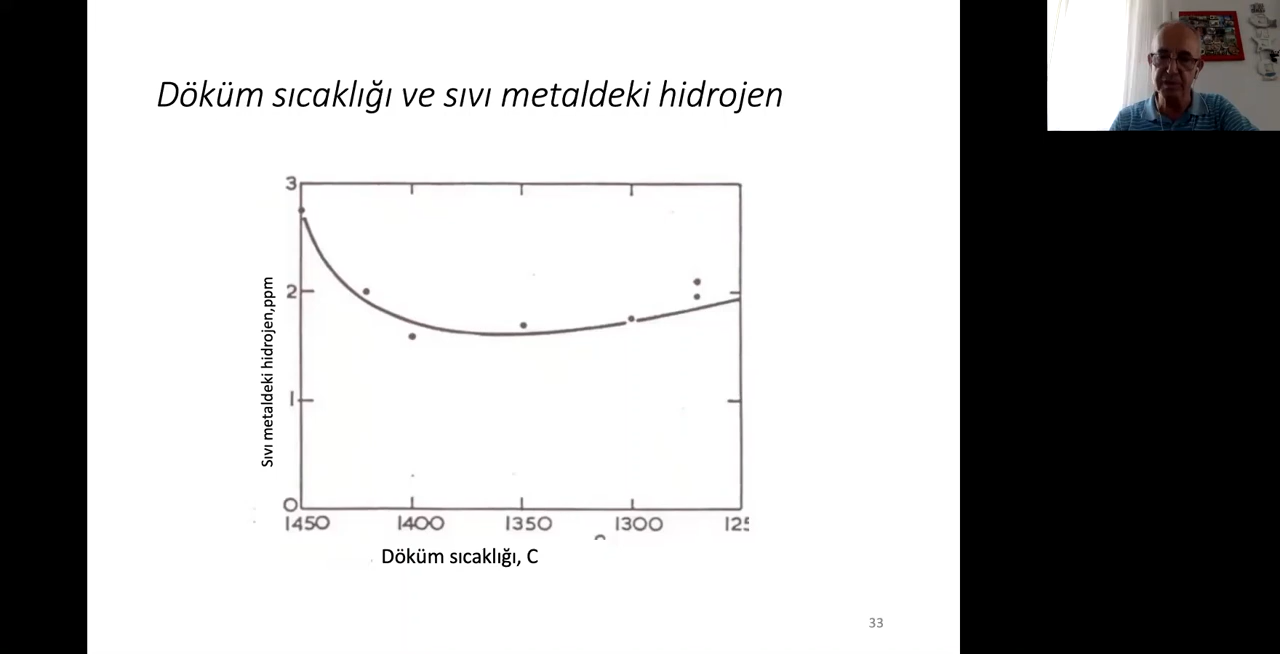 Döküm sıcaklığı ve sıvı metaldeki hidrojen
3
2
1
0
Sıvı metaldeki hidrojen,ppm
1450 1400 1350 1300
Döküm sıcaklığı, C
33